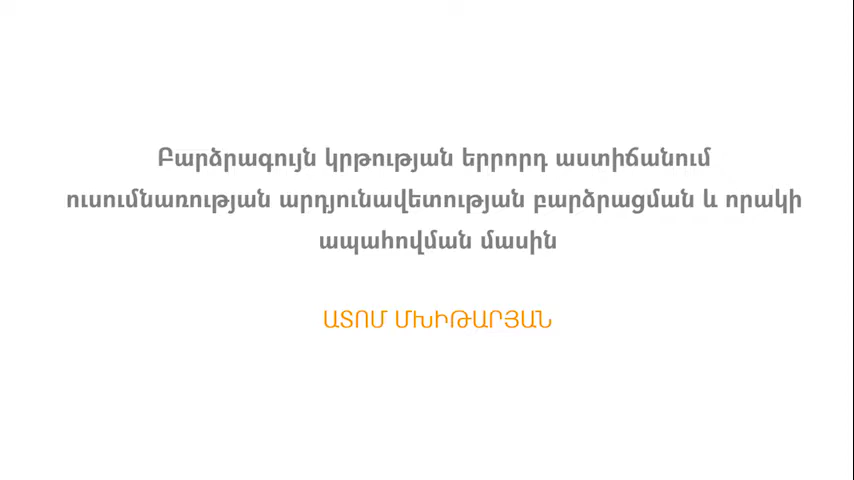 Բարձրագույն կրթության երրորդ աստիճանում
ուսումնառության արդյունավետության բարձրացման և որակի
ապահովման մասին
ԱՏՈՄ ՄԽԻԹԱՐՅԱՆ